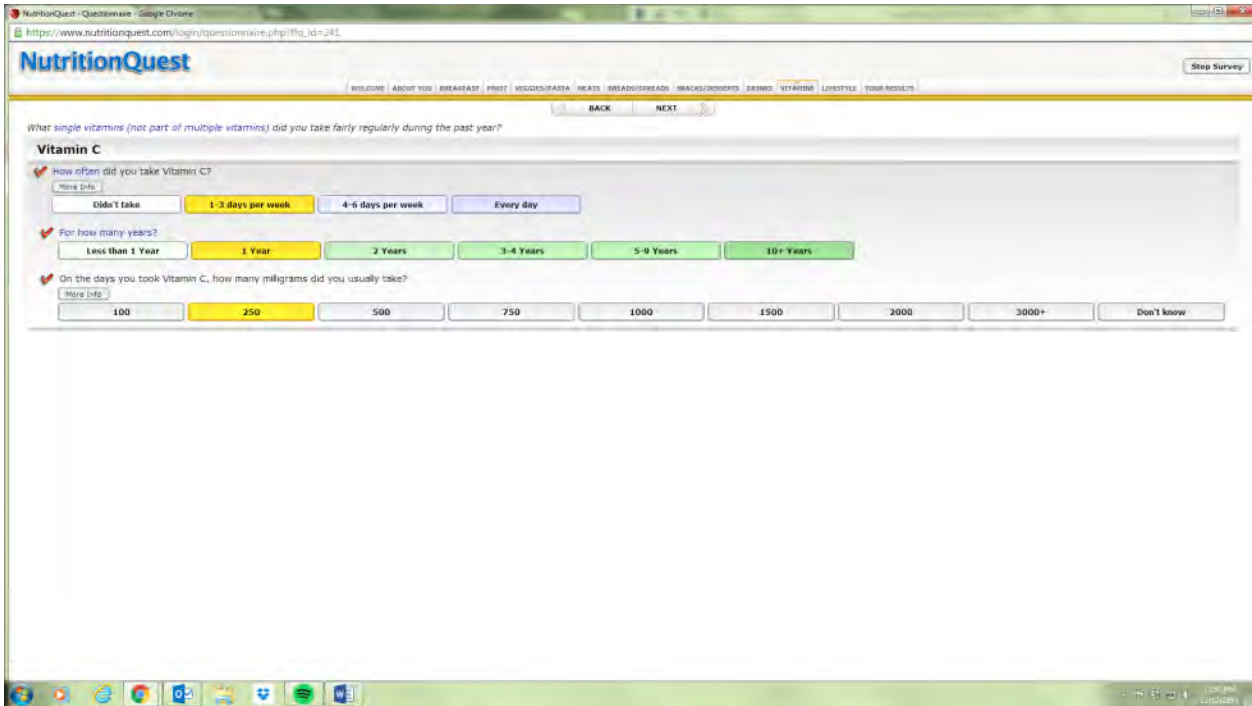 NutritionQuest - Questionnaire - Google Chrome
https://www.nutritionquest.com/login/questionnaire.php?flq_id=241
NutritionQuest
Stop Survey
WELCOME ABOUT YOU BREAKFAST FRUIT VEGGIES/PASTA MEATS BREADS/SPREADS SNACKS/DESSERTS DRINKS VITAMINS LIFESTYLE YOUR RESULTS
BACK NEXT
What single vitamins (not part of multiple vitamins) did you take fairly regularly during the past year?
Vitamin C
How often did you take Vitamin C?
More Info
Didn't take 1-3 days per week 4-6 days per week Every day
For how many years?
Less than 1 Year 1 Year 2 Years 3-4 Years 5-9 Years 10+ Years
On the days you took Vitamin C, how many milligrams did you usually take?
More Info
100 250 500 750 1000 1500 2000 3000+ Don't know